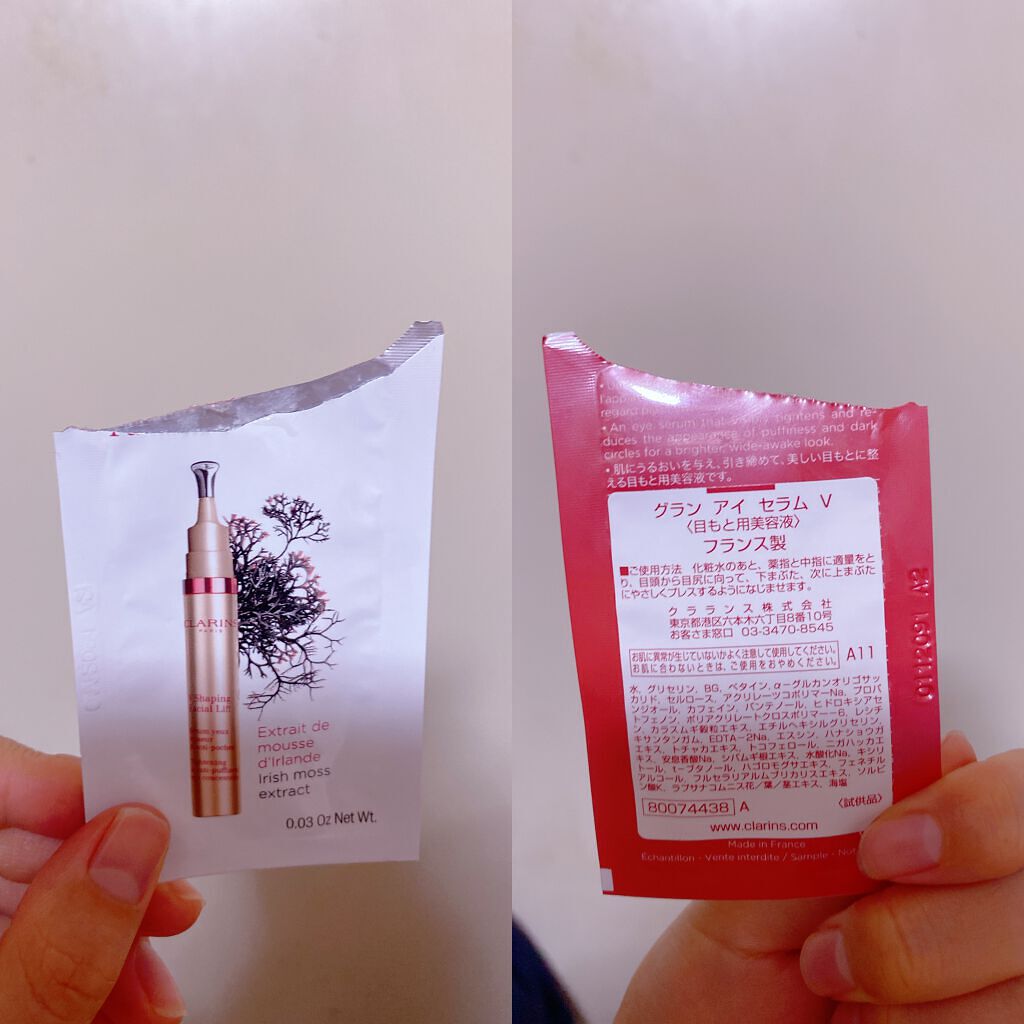 CLARINS
PARIS
Shaping
Facial Lift
Sérum yeux
Extrait de
mousse
d'Irlande
Irish moss
extract
0.03 Oz Net Wt.
regard
• An eye serum that visibly tightens and re-
duces the appearance of puffiness and dark
circles for a brighter, wide-awake look.
• 肌にうるおいを与え、引き締めて、美しい目もとに整
える目もと用美容液です。
グラン アイ セラム V
〈目もと用美容液〉
フランス製
■ご使用方法 化粧水のあと、薬指と中指に適量をと
り、目頭から目尻に向って、下まぶた、次に上まぶた
にやさしくプレスするようになじませます。
クラランス株式会社
東京都港区六本木六丁目8番10号
お客さま窓口 03-3470-8545
お肌に異常が生じていないかよく注意して使用してください。
お肌に合わないときは、ご使用をおやめください。
A11
水、グリセリン、BG、ベタイン、α-グルカンオリゴサッ
カリド、セルロース、アクリレーツコポリマーNa、プロパ
ンジオール、カフェイン、パンテノール、ヒドロキシアセ
トフェノン、ポリアクリレートクロスポリマー-6、レシチ
ン、カラスムギ穀粒エキス、エチルヘキシルグリセリン、
キサンタンガム、EDTA-2Na、エスシン、ハナショウガ
エキス、トチャカエキス、トコフェロール、ニガハッカエ
キス、安息香酸Na、シバムギ根エキス、水酸化Na、キシリ
トール、t-ブタノール、ハゴロモグサエキス、フェネチル
アルコール、フルセラリアルムブリカリスエキス、ソルビ
ン酸K、ラプサナコムニス花/葉/茎エキス、海塩
80074438 A
〈試供品〉
www.clarins.com
Made in France
Echantillon - Vente interdite / Sample - Not